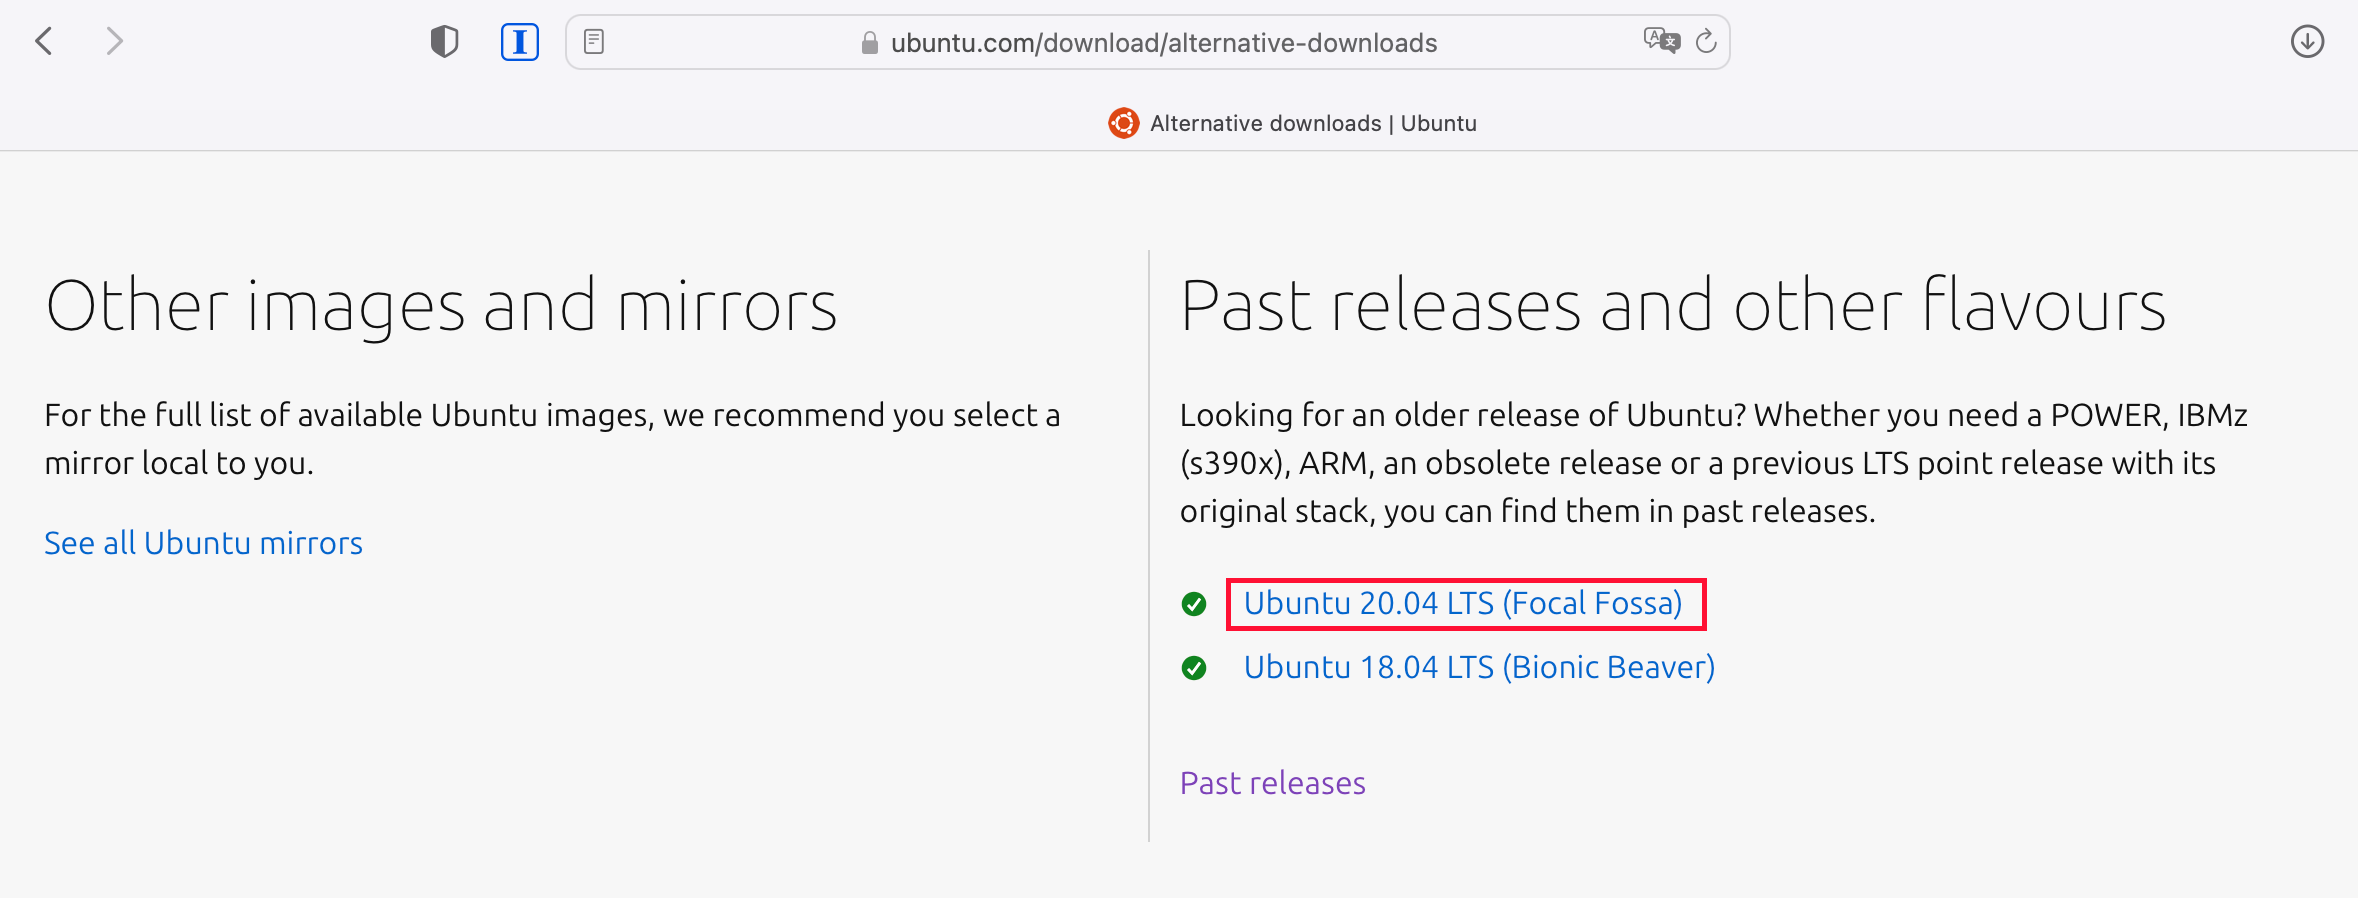 ubuntu.com/download/alternative-downloads
Alternative downloads | Ubuntu
Other images and mirrors
For the full list of available Ubuntu images, we recommend you select a
mirror local to you.
See all Ubuntu mirrors
Past releases and other flavours
Looking for an older release of Ubuntu? Whether you need a POWER, IBMz
(s390x), ARM, an obsolete release or a previous LTS point release with its
original stack, you can find them in past releases.
Ubuntu 20.04 LTS (Focal Fossa)
Ubuntu 18.04 LTS (Bionic Beaver)
Past releases